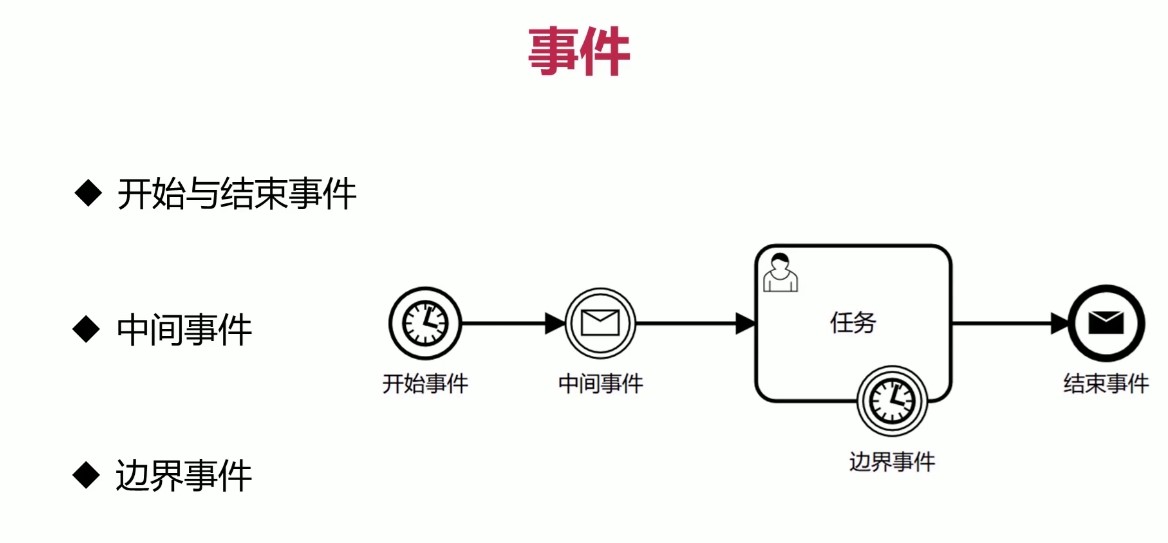 事件
◆ 开始与结束事件
◆ 中间事件
◆ 边界事件
任务
开始事件
中间事件
结束事件
边界事件